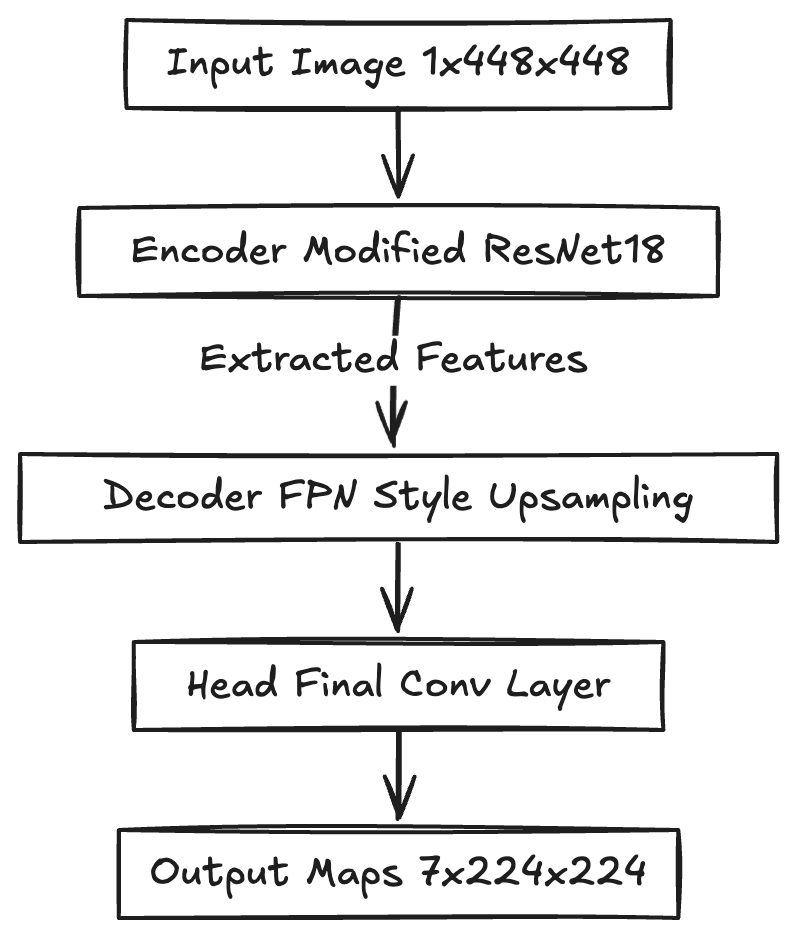 Input Image 1x448x448
Encoder Modified ResNet18
Extracted Features
Decoder FPN Style Upsampling
Head Final Conv Layer
Output Maps 7x224x224